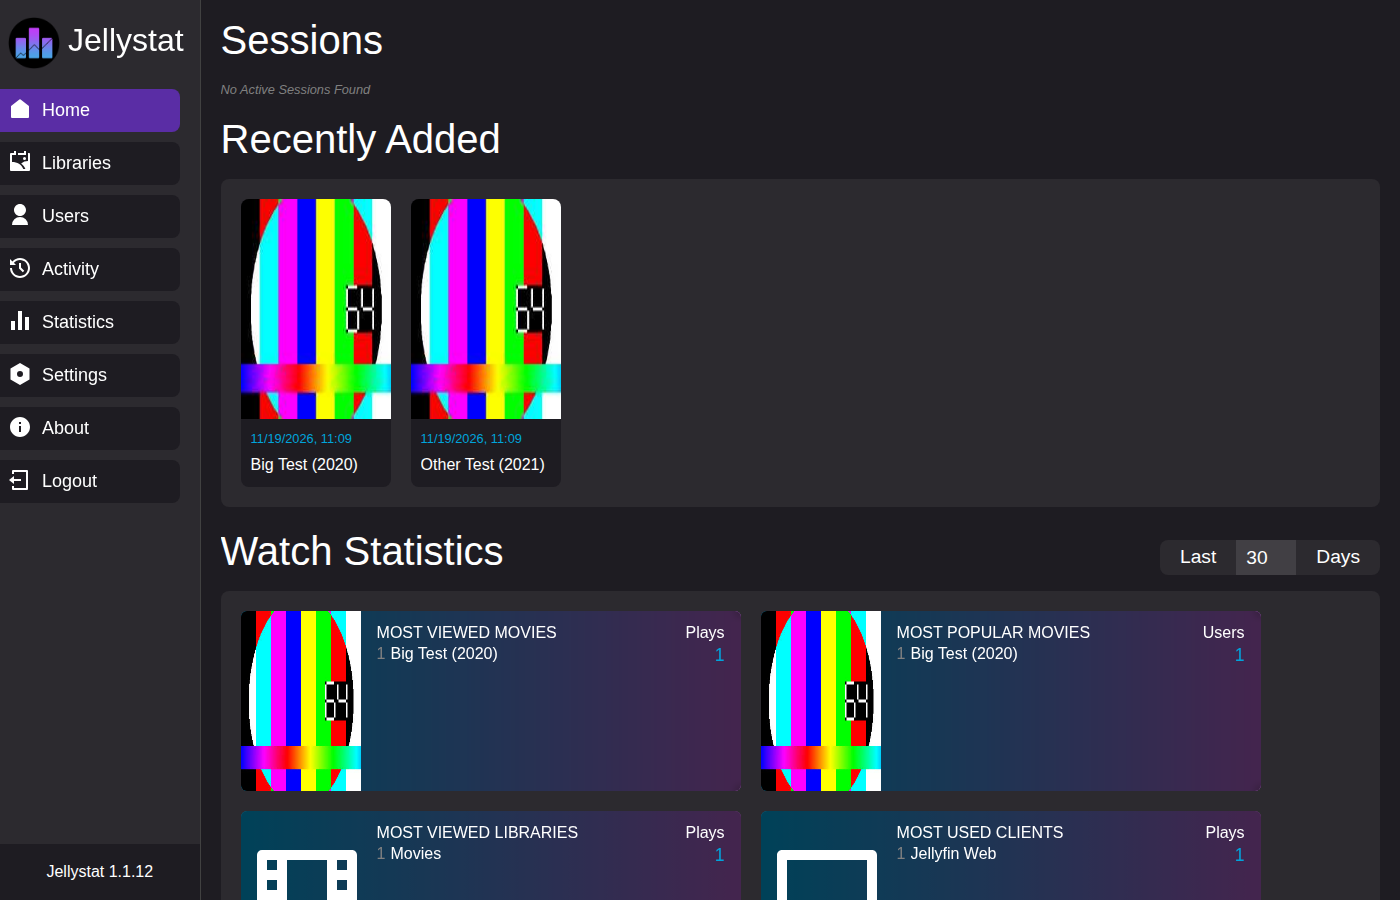 Jellystat
Home
Libraries
Users
Activity
Statistics
Settings
About
Logout
Jellystat 1.1.12
Sessions
No Active Sessions Found
Recently Added
11/19/2026, 11:09
Big Test (2020)
11/19/2026, 11:09
Other Test (2021)
Watch Statistics
Last 30 Days
MOST VIEWED MOVIES Plays
1 Big Test (2020) 1
MOST POPULAR MOVIES Users
1 Big Test (2020) 1
MOST VIEWED LIBRARIES Plays
1 Movies 1
MOST USED CLIENTS Plays
1 Jellyfin Web 1